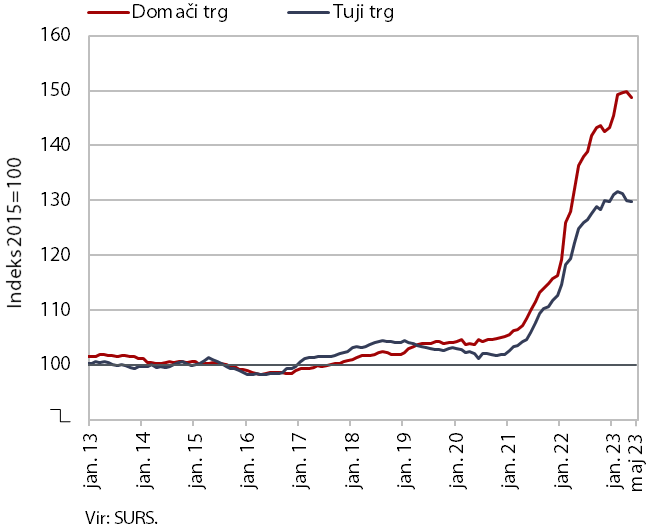 Domači trg
Tuji trg
Indeks 2015=100
160
150
140
130
120
110
100
jan. 13
jan. 14
jan. 15
jan. 16
jan. 17
jan. 18
jan. 19
jan. 20
jan. 21
jan. 22
jan. 23
maj 23
Vir: SURS.